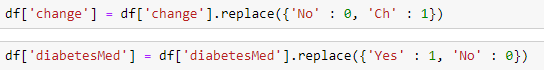 df['change'] = df['change'].replace({'No' : 0, 'Ch' : 1})
df['diabetesMed'] = df['diabetesMed'].replace({'Yes' : 1, 'No' : 0})